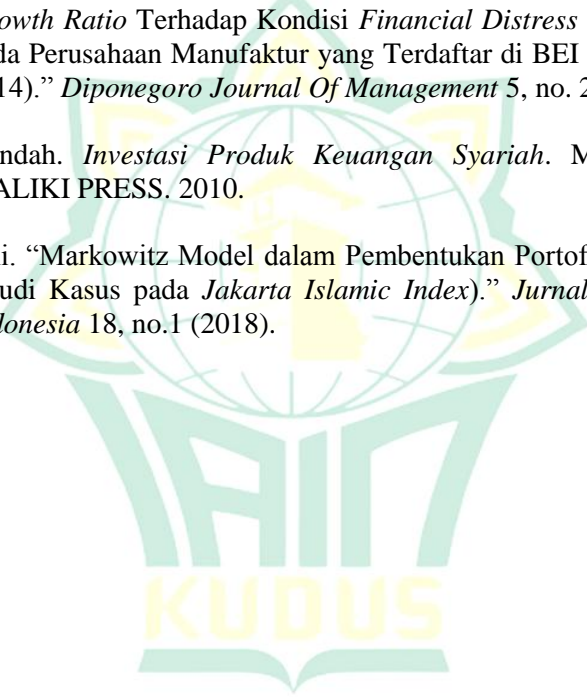 owth Ratio Terhadap Kondisi Financial Distress
da Perusahaan Manufaktur yang Terdaftar di BEI
14).” Diponegoro Journal Of Management 5, no. 2
ndah. Investasi Produk Keuangan Syariah. M
ALIKI PRESS. 2010.
i. “Markowitz Model dalam Pembentukan Portof
udi Kasus pada Jakarta Islamic Index).” Jurnal
donesia 18, no.1 (2018).
IAIN
KUDUS